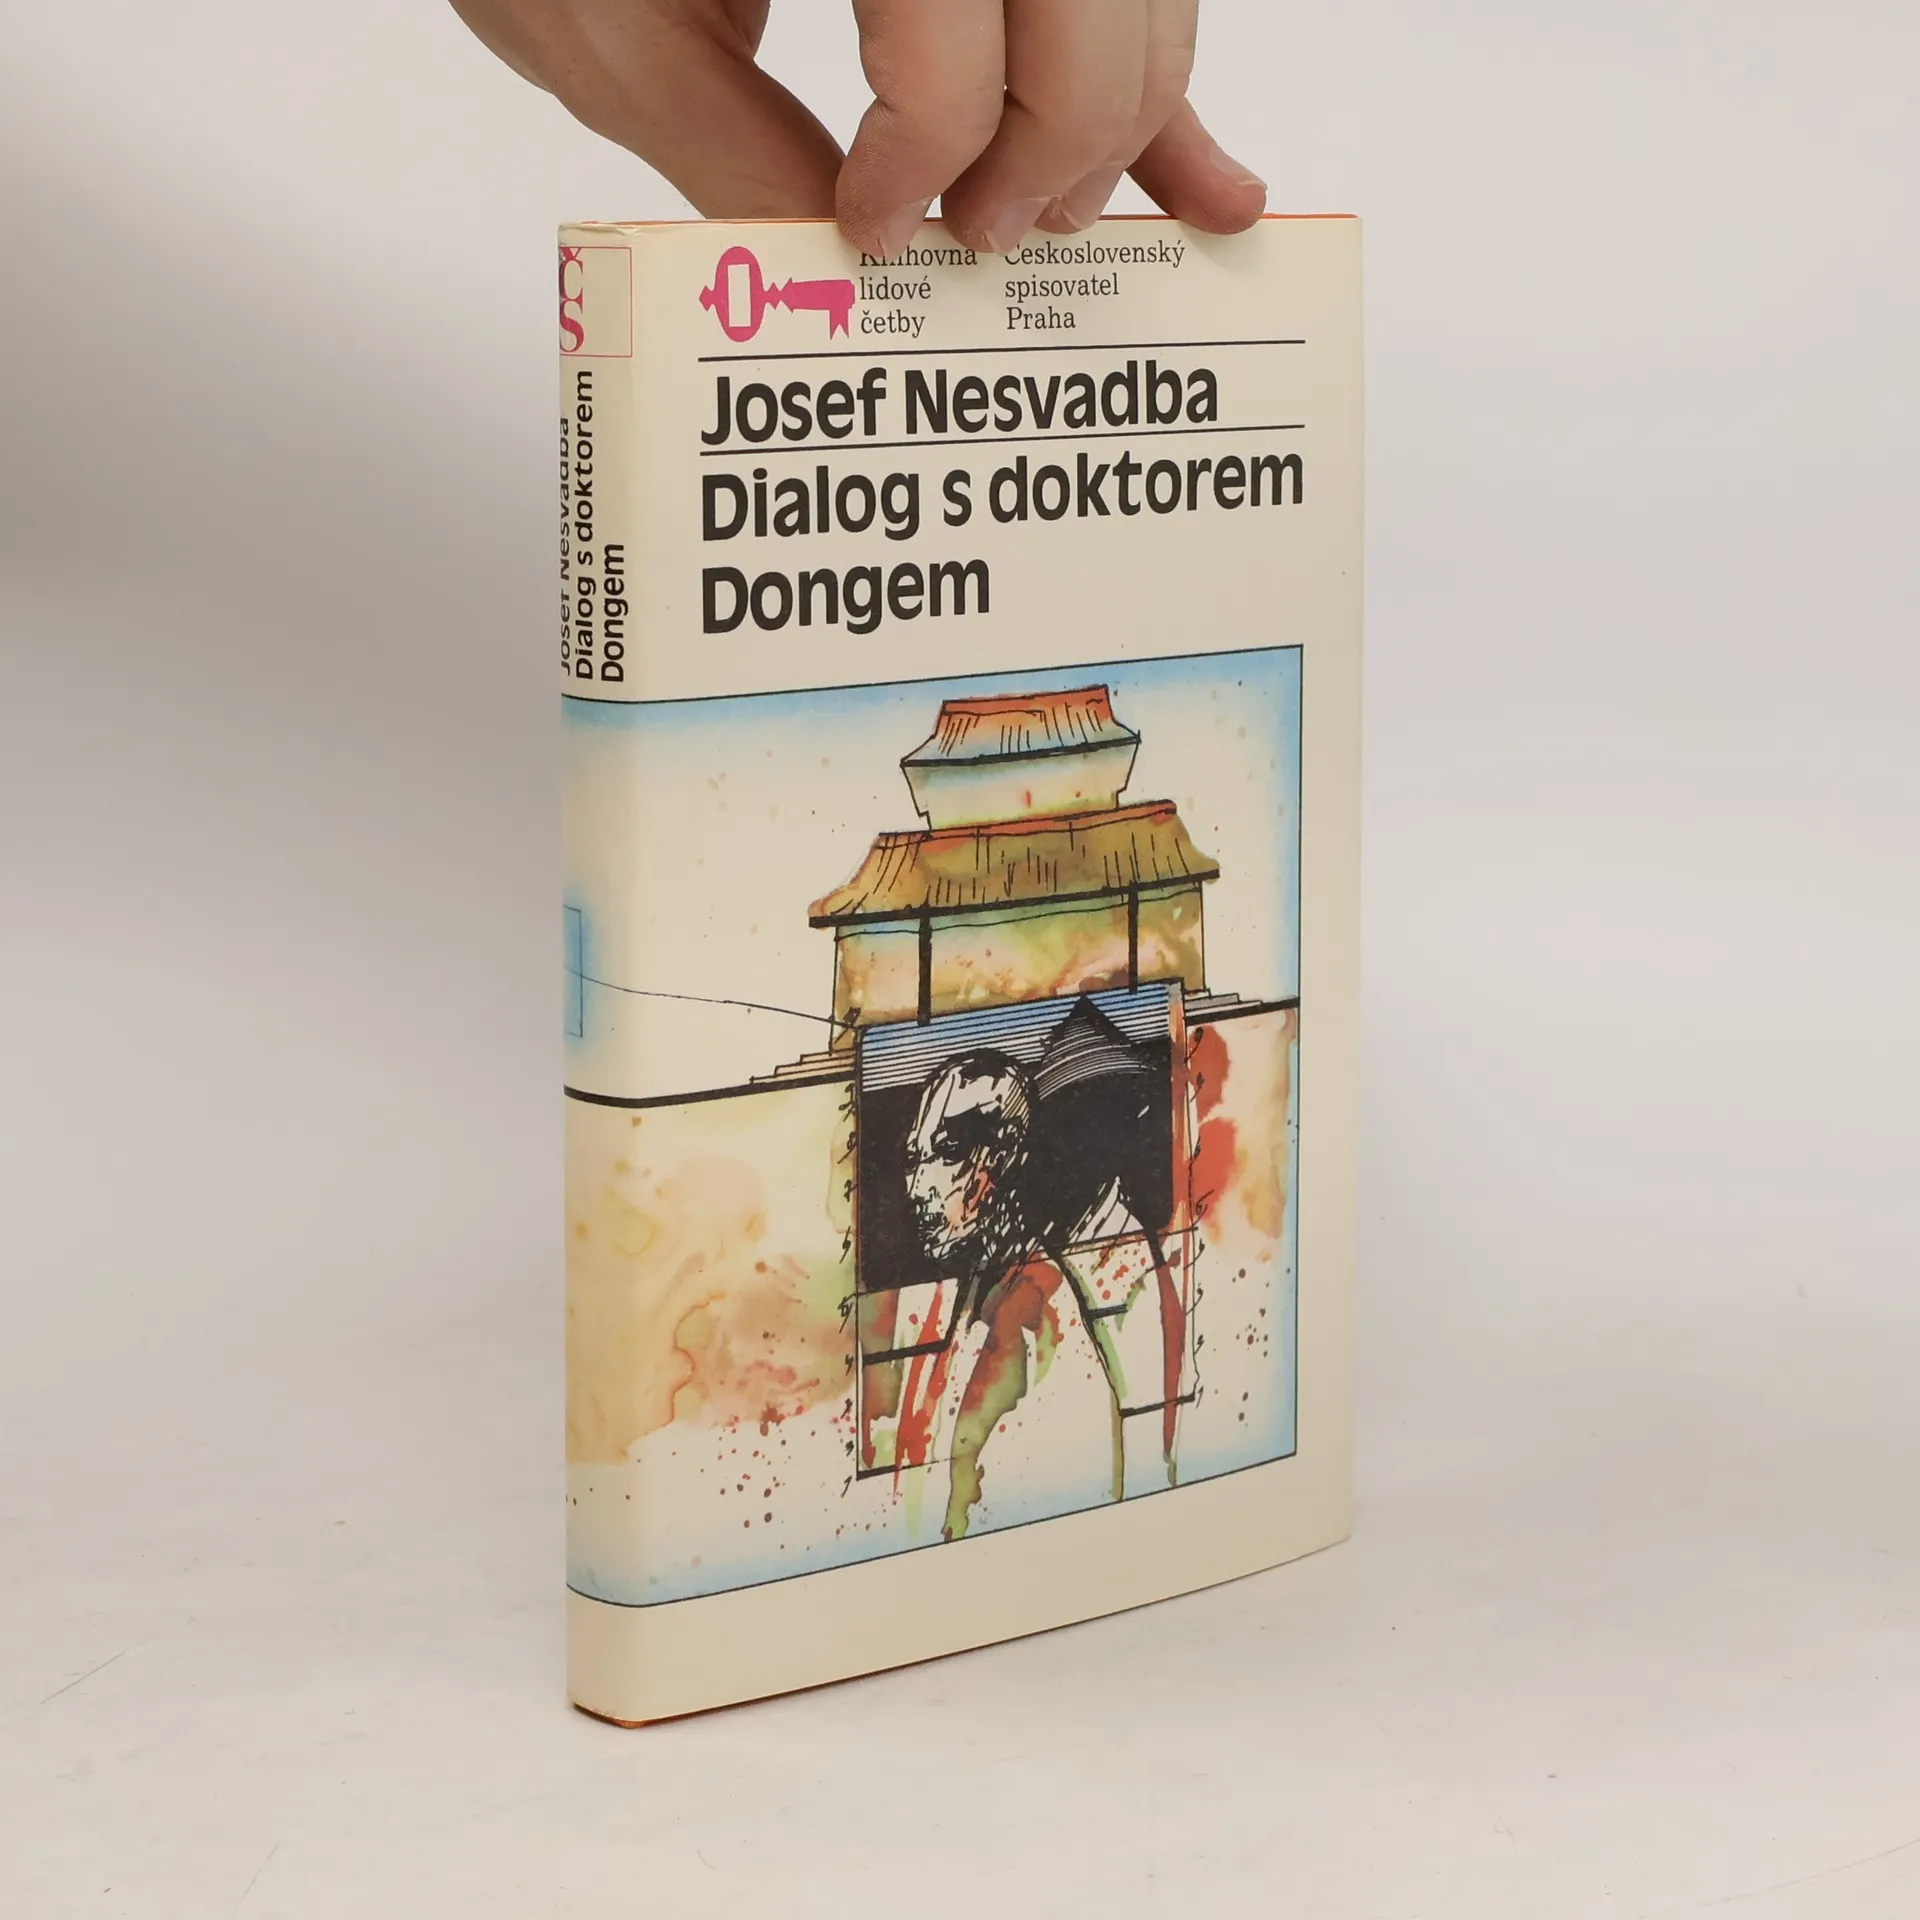 Knihovna
lidové
četby
Československý
spisovatel
Praha
Josef Nesvadba
Dialog s doktorem
Dongem
ČS
Josef Nesvadba
Dialog s doktorem
Dongem